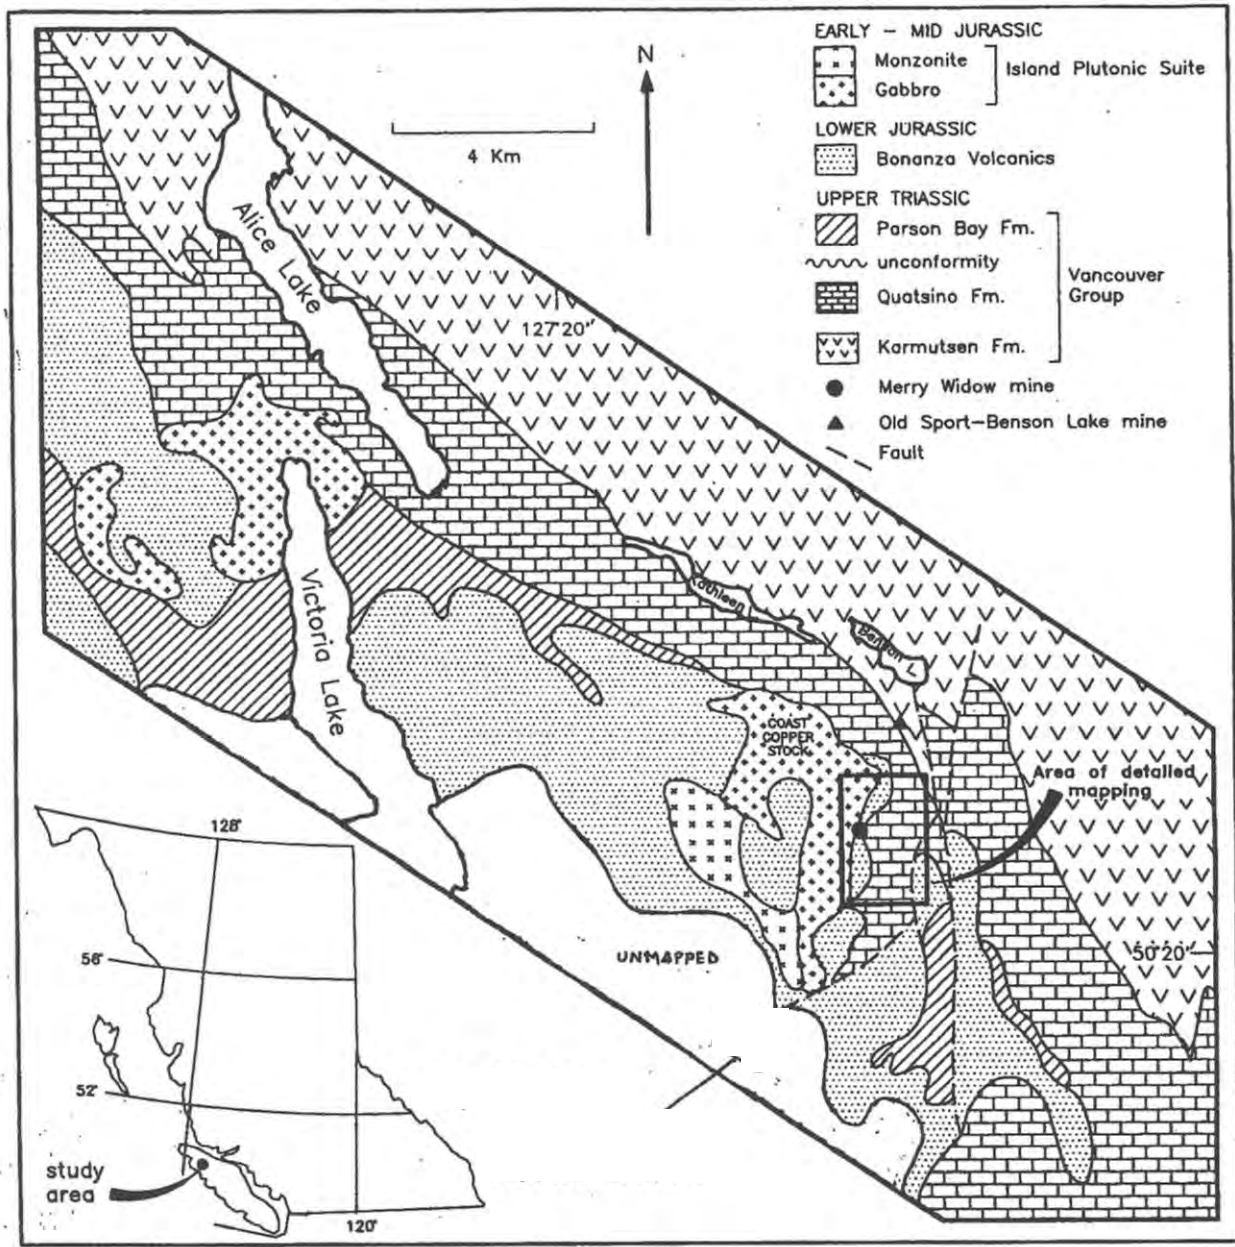 EARLY – MID JURASSIC
Monzonite
Gabbro
Island Plutonic Suite
LOWER JURASSIC
Bonanza Volcanics
UPPER TRIASSIC
Parson Bay Fm.
unconformity
Quatsino Fm.
Karmutsen Fm.
Vancouver
Group
Merry Widow mine
Old Sport–Benson Lake mine
Fault
N
4 Km
Alice Lake
127°20'
Kathleen L.
Benson L.
Victoria Lake
COAST
COPPER
STOCK
Area of detailed
mapping
UNMAPPED
50°20'
128°
56°
52°
120°
study
area